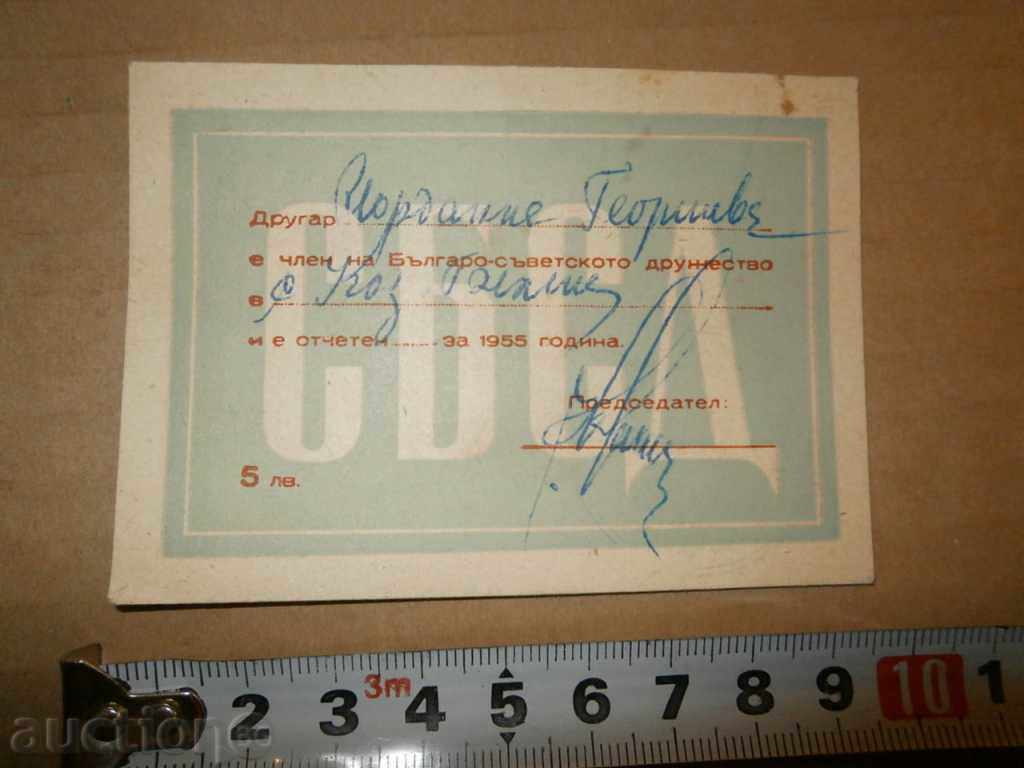 Другар Йорданка Георгиева
е член на Българо-съветското дружество
в с. Коз
и е отчетен ........ за 1955 година.
Председател:
5 лв.
СБСД
2 3 3m 4 5 6 7 8 9 10 1
auction